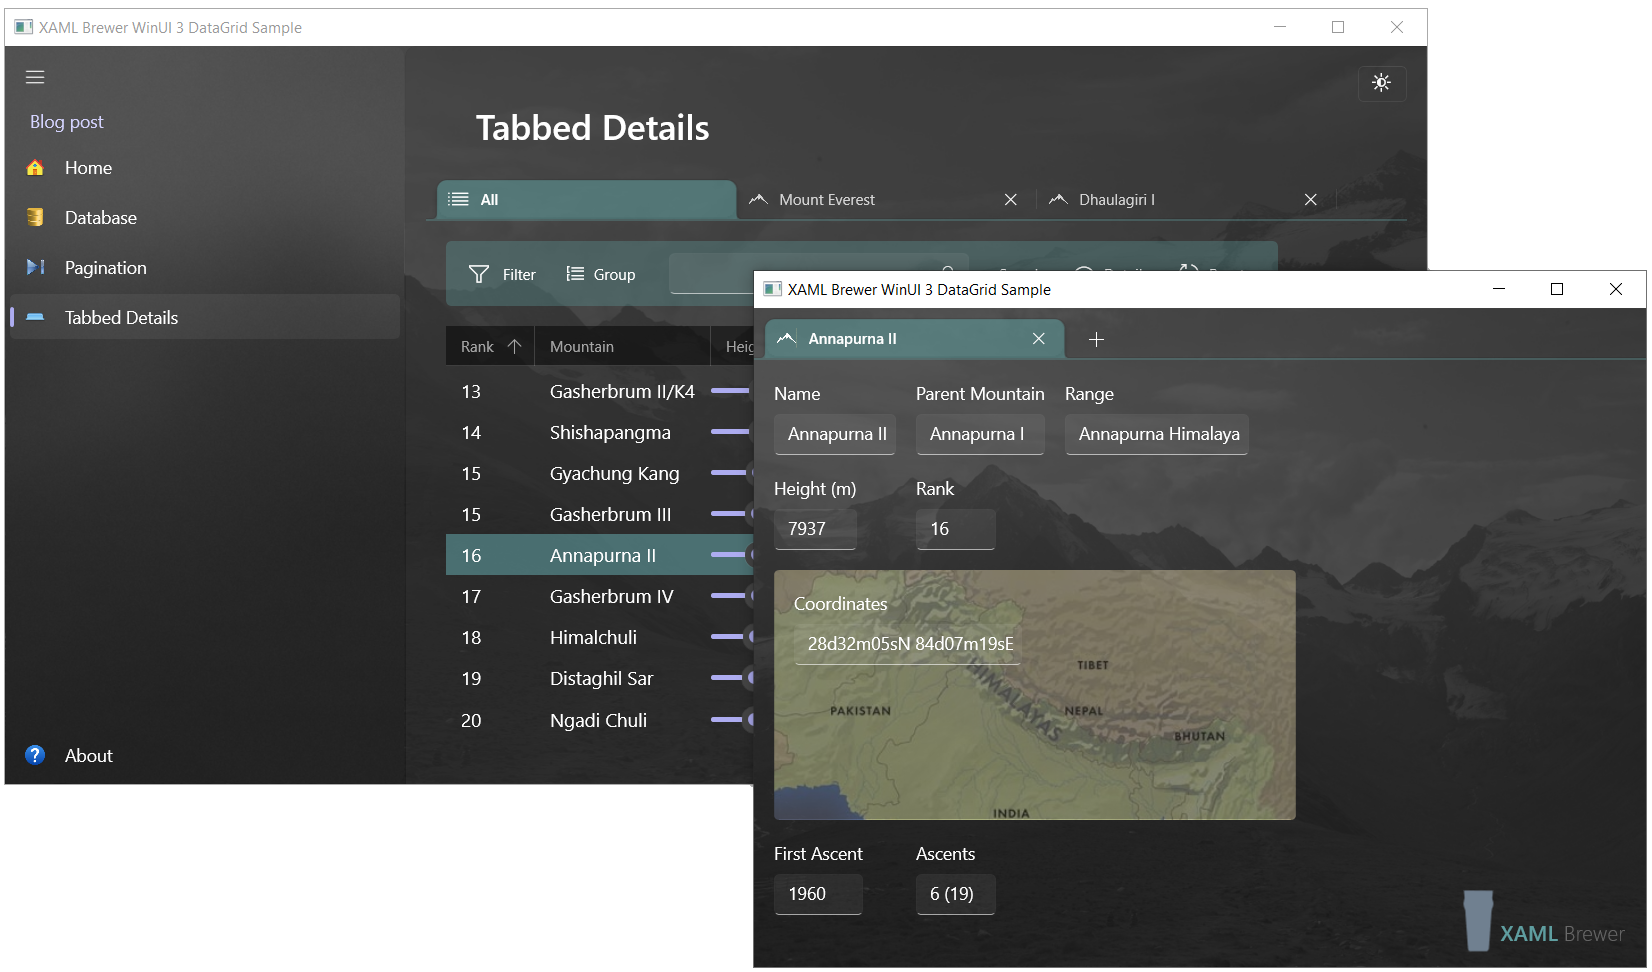 XAML Brewer WinUI 3 DataGrid Sample
Blog post
Home
Database
Pagination
Tabbed Details
About
Tabbed Details
All
Mount Everest
Dhaulagiri I
Filter
Group
Rank
Mountain
13
Gasherbrum II/K4
14
Shishapangma
15
Gyachung Kang
15
Gasherbrum III
16
Annapurna II
17
Gasherbrum IV
18
Himalchuli
19
Distaghil Sar
20
Ngadi Chuli
XAML Brewer WinUI 3 DataGrid Sample
Annapurna II
Name
Parent Mountain
Range
Annapurna II
Annapurna I
Annapurna Himalaya
Height (m)
Rank
7937
16
Coordinates
28d32m05sN 84d07m19sE
TIBET
HIMALAYAS
PAKISTAN
NEPAL
BHUTAN
INDIA
First Ascent
Ascents
1960
6 (19)
XAML Brewer